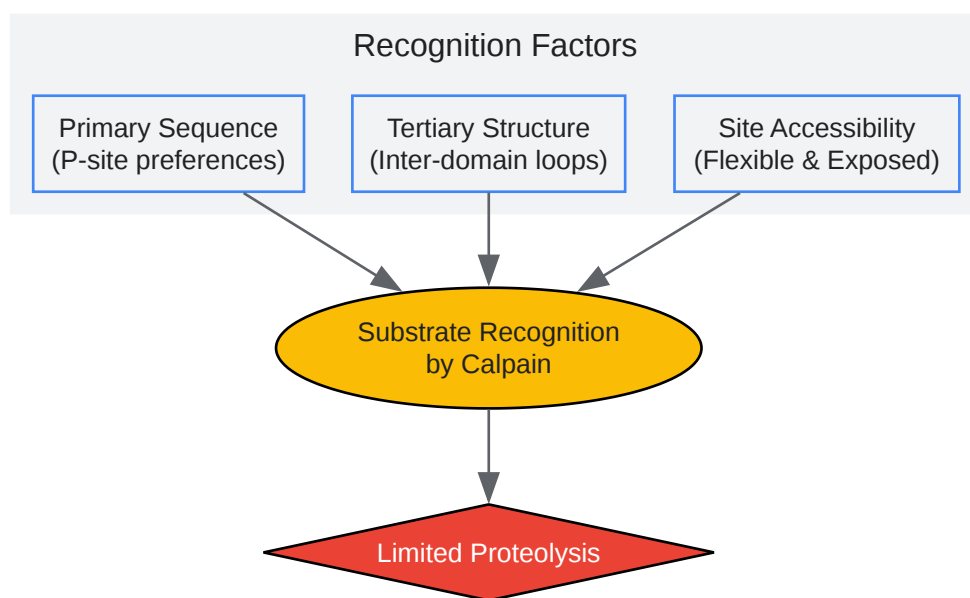 Recognition Factors
Primary Sequence
(P-site preferences)
Tertiary Structure
(Inter-domain loops)
Site Accessibility
(Flexible & Exposed)
Substrate Recognition
by Calpain
Limited Proteolysis